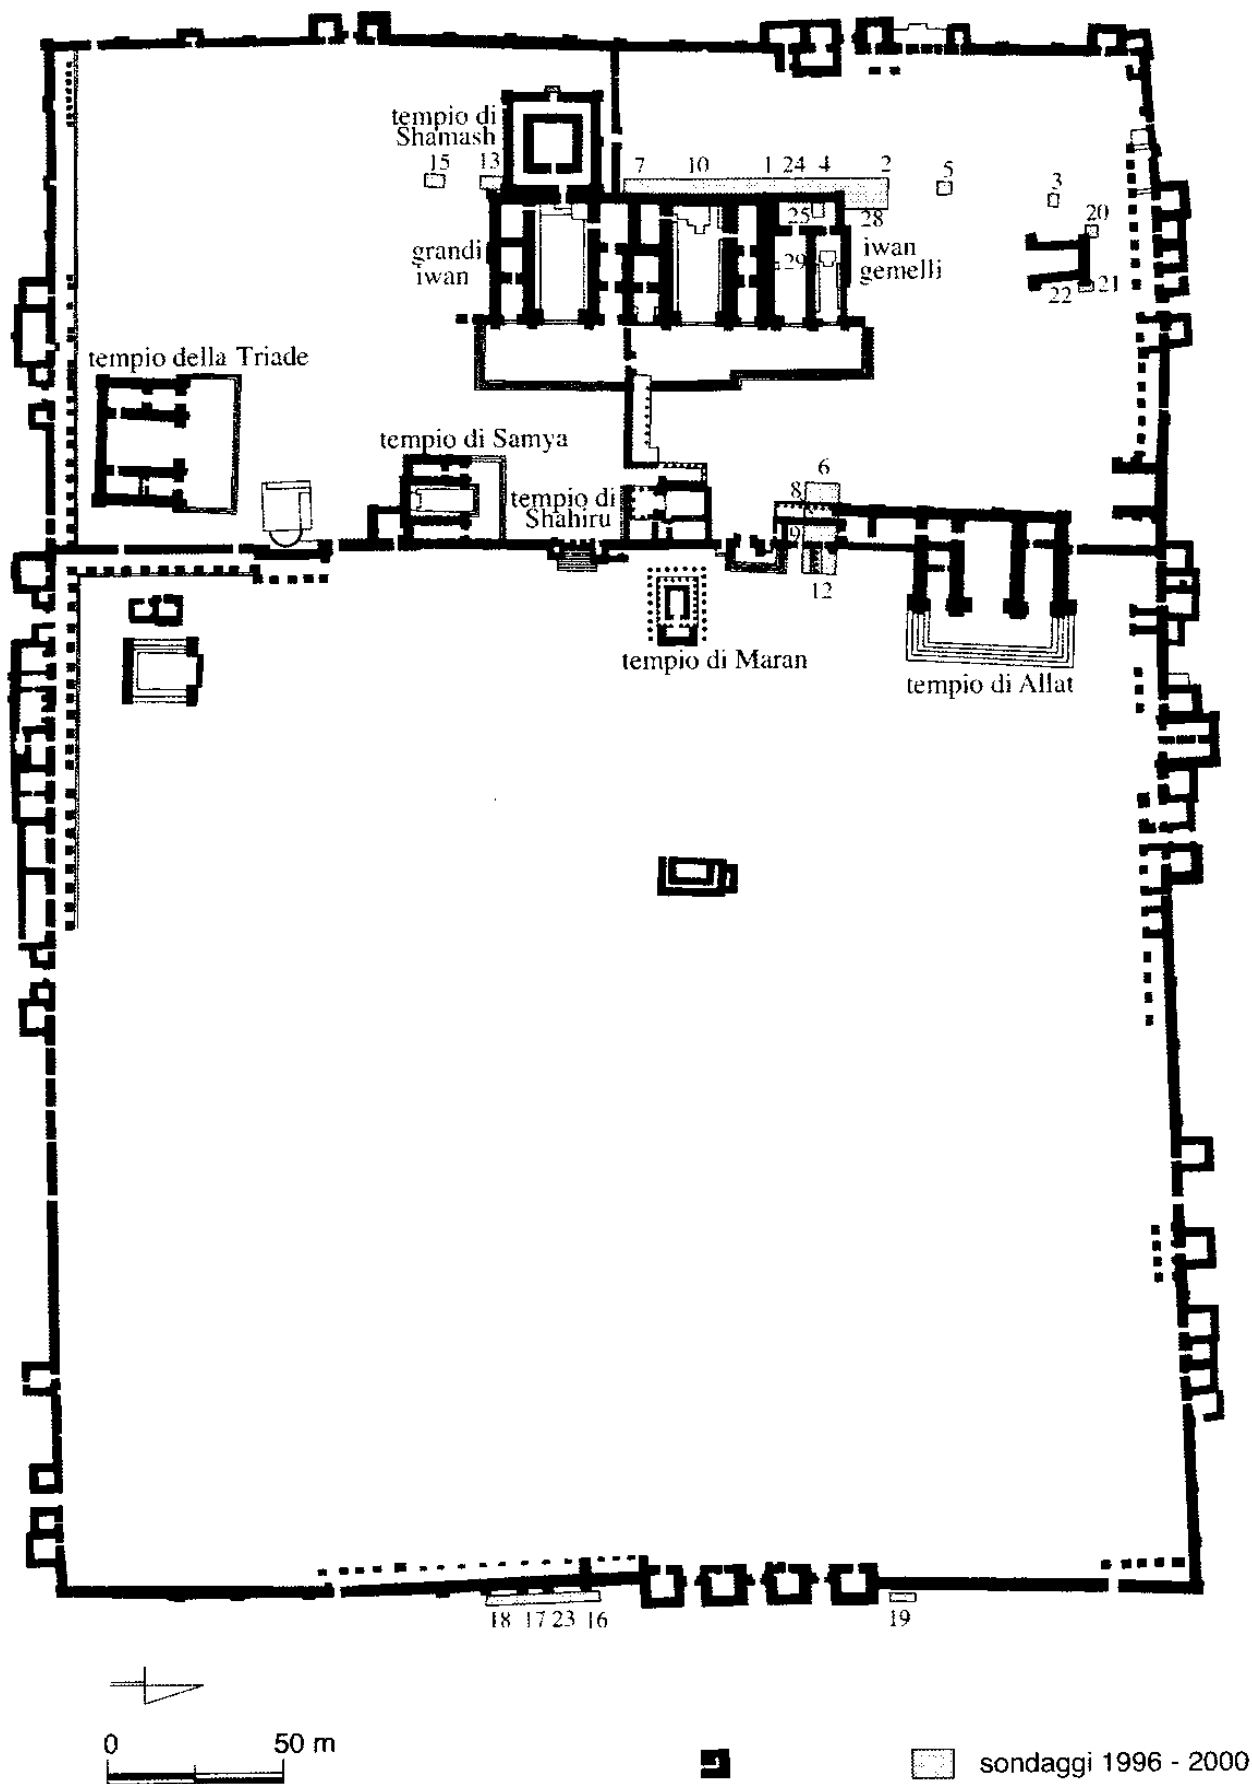 tempio di
Shamash
15
13
7
10
1
24
4
2
5
3
20
25
28
grandi
iwan
29
iwan
gemelli
22
21
tempio della Triade
tempio di Samya
6
tempio di
Shahiru
8
9
12
tempio di Maran
tempio di Allat
18 17 23 16
19
0 50 m
sondaggi 1996 - 2000